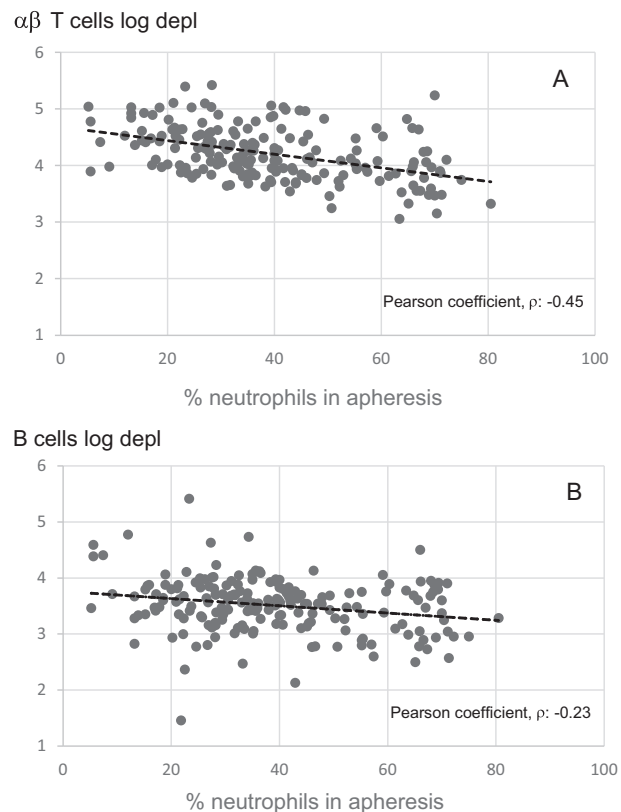 αβ T cells log depl
6
A
5
4
3
2
Pearson coefficient, ρ: -0.45
1
0 20 40 60 80 100
% neutrophils in apheresis
B cells log depl
6
B
5
4
3
2
Pearson coefficient, ρ: -0.23
1
0 20 40 60 80 100
% neutrophils in apheresis